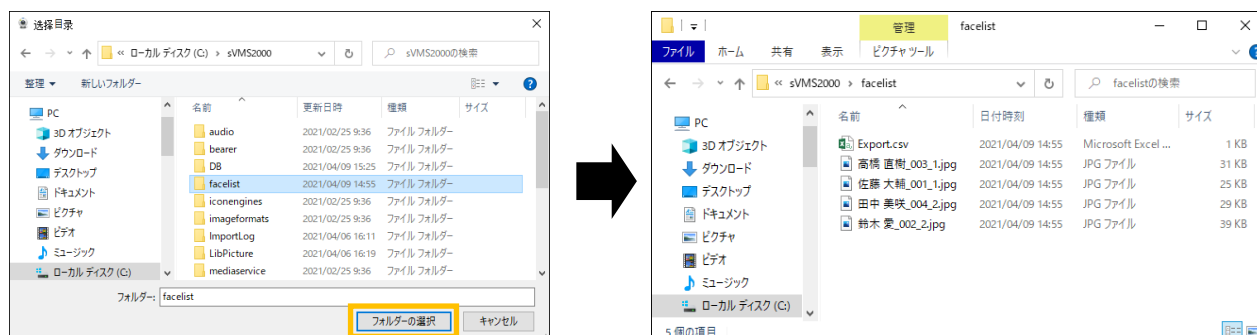 选择目录
« ローカル ディスク (C:) › sVMS2000
sVMS2000の検索
整理 新しいフォルダー
名前 更新日時 種類 サイズ
PC
3D オブジェクト
ダウンロード
デスクトップ
ドキュメント
ピクチャ
ビデオ
ミュージック
ローカル ディスク (C:)
audio 2021/02/25 9:36 ファイル フォルダー
bearer 2021/02/25 9:36 ファイル フォルダー
DB 2021/04/09 15:25 ファイル フォルダー
facelist 2021/04/09 14:55 ファイル フォルダー
iconengines 2021/02/25 9:36 ファイル フォルダー
imageformats 2021/02/25 9:36 ファイル フォルダー
ImportLog 2021/04/06 16:11 ファイル フォルダー
LibPicture 2021/04/06 16:19 ファイル フォルダー
mediaservice 2021/02/25 9:36 ファイル フォルダー
フォルダー: facelist
フォルダーの選択 キャンセル
管理 facelist
ファイル ホーム 共有 表示 ピクチャ ツール
« sVMS2000 › facelist
facelistの検索
名前 日付時刻 種類 サイズ
PC
3D オブジェクト
ダウンロード
デスクトップ
ドキュメント
ピクチャ
ビデオ
ミュージック
ローカル ディスク (C:)
Export.csv 2021/04/09 14:55 Microsoft Excel ... 1 KB
高橋 直樹_003_1.jpg 2021/04/09 14:55 JPG ファイル 31 KB
佐藤 大輔_001_1.jpg 2021/04/09 14:55 JPG ファイル 25 KB
田中 美咲_004_2.jpg 2021/04/09 14:55 JPG ファイル 29 KB
鈴木 愛_002_2.jpg 2021/04/09 14:55 JPG ファイル 39 KB
5 個の項目